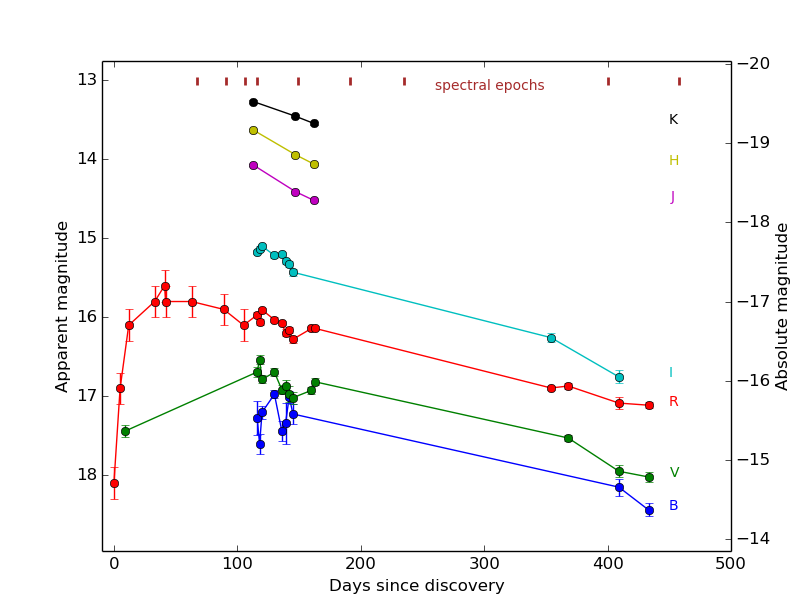 −20
13
spectral epochs
K
−19
14
H
J
−18
15
16
−17
17
−16
I
R
18
−15
V
B
−14
0
100
200
300
400
500
Days since discovery
Apparent magnitude
Absolute magnitude